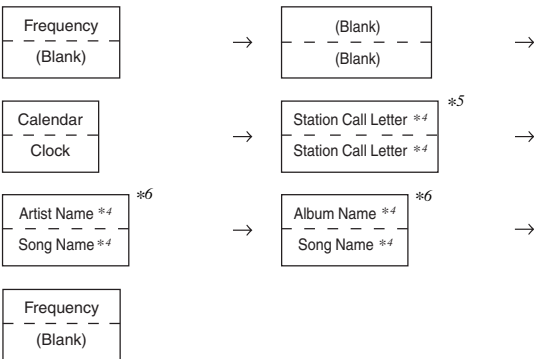 Frequency
(Blank)
→
(Blank)
(Blank)
→
Calendar
Clock
→
Station Call Letter *4
Station Call Letter *4
*5
→
Artist Name *4
Song Name *4
*6
→
Album Name *4
Song Name *4
*6
→
Frequency
(Blank)